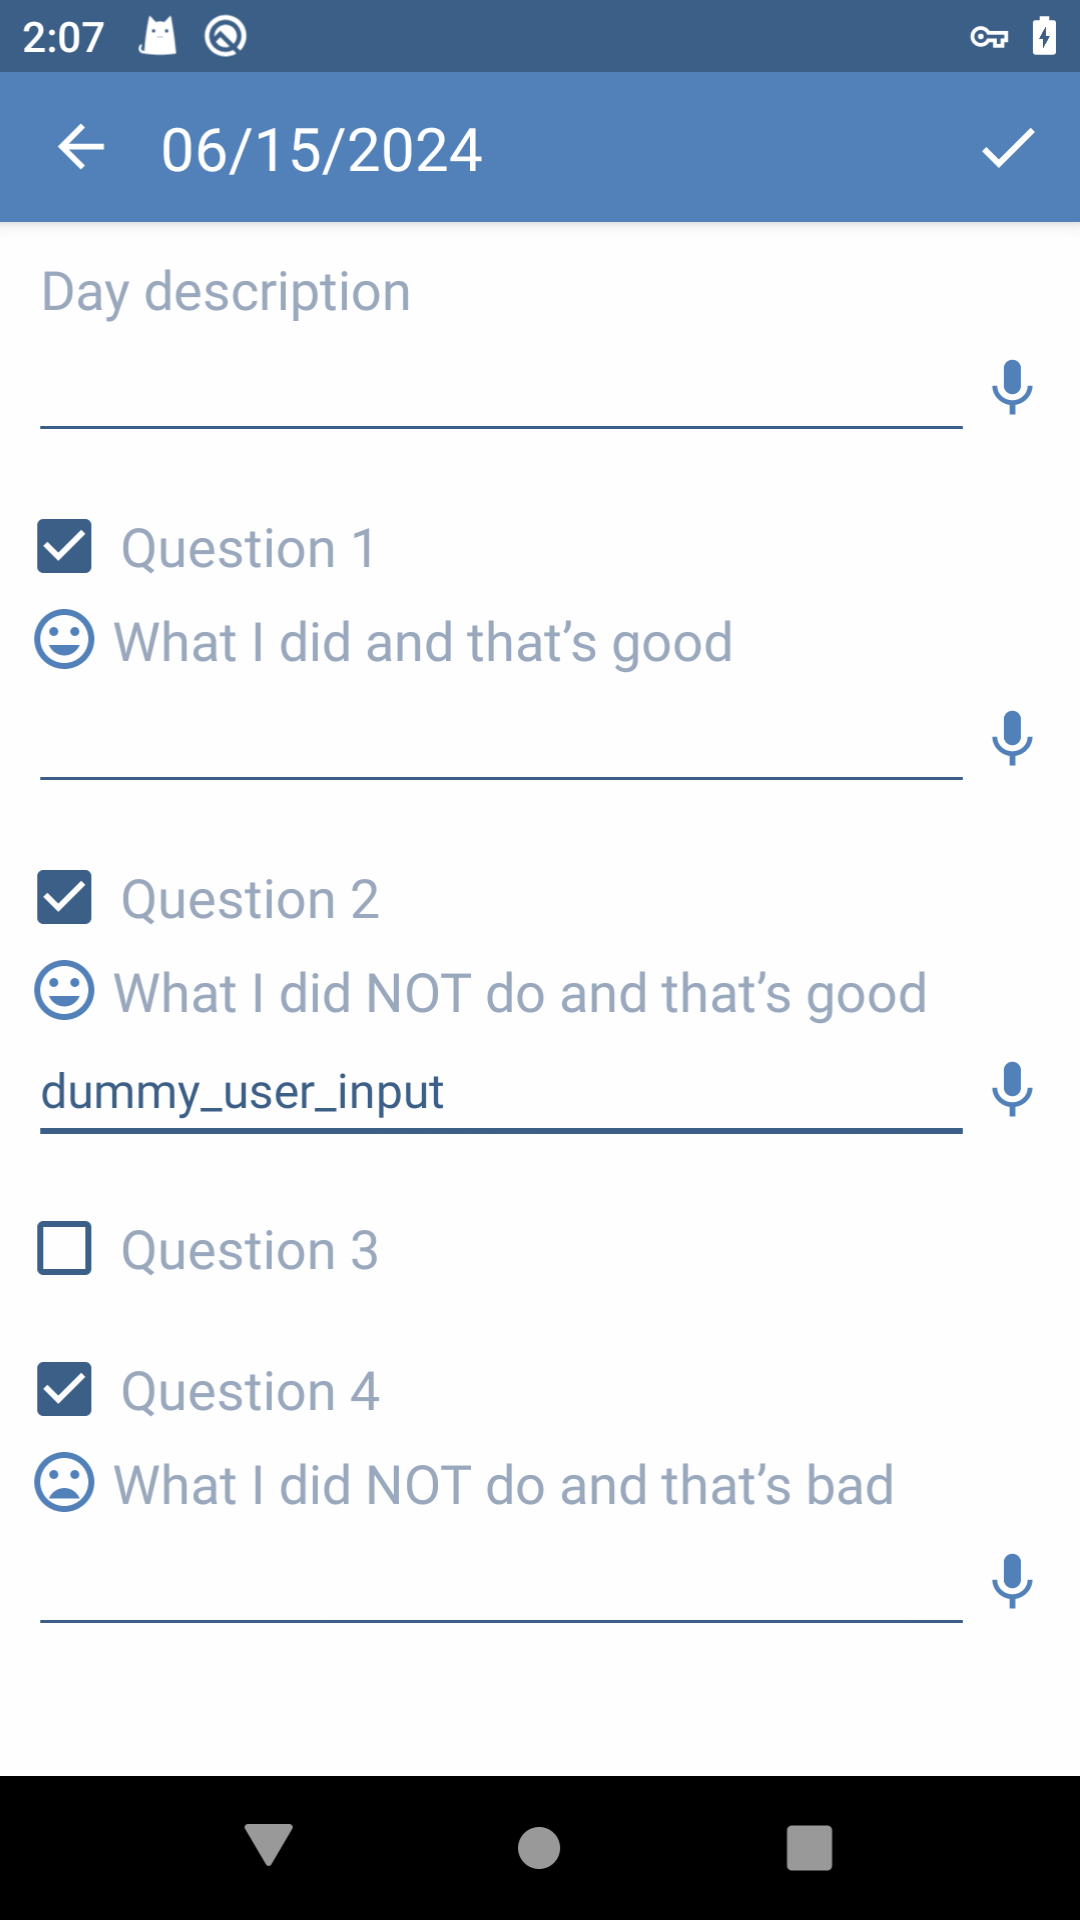 2:07
06/15/2024
Day description
Question 1
What I did and that’s good
Question 2
What I did NOT do and that’s good
dummy_user_input
Question 3
Question 4
What I did NOT do and that’s bad